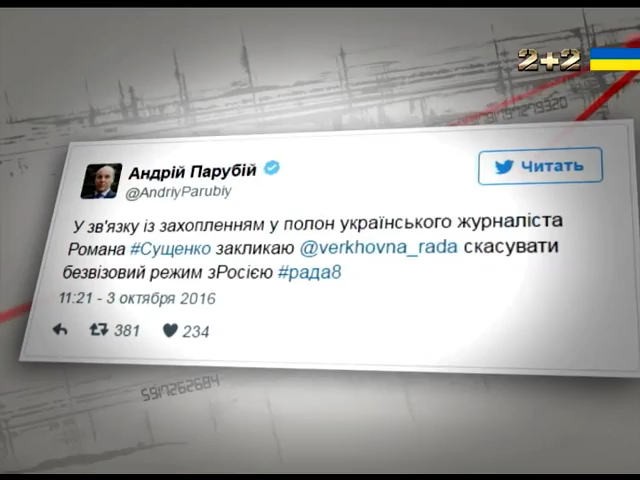 2+2
Андрій Парубій
@AndriyParubiy
Читать
У зв'язку із захопленням у полон українського журналіста
Романа #Сущенко закликаю @verkhovna_rada скасувати
безвізовий режим зРосією #рада8
11:21 - 3 октября 2016
381
234
5917262684